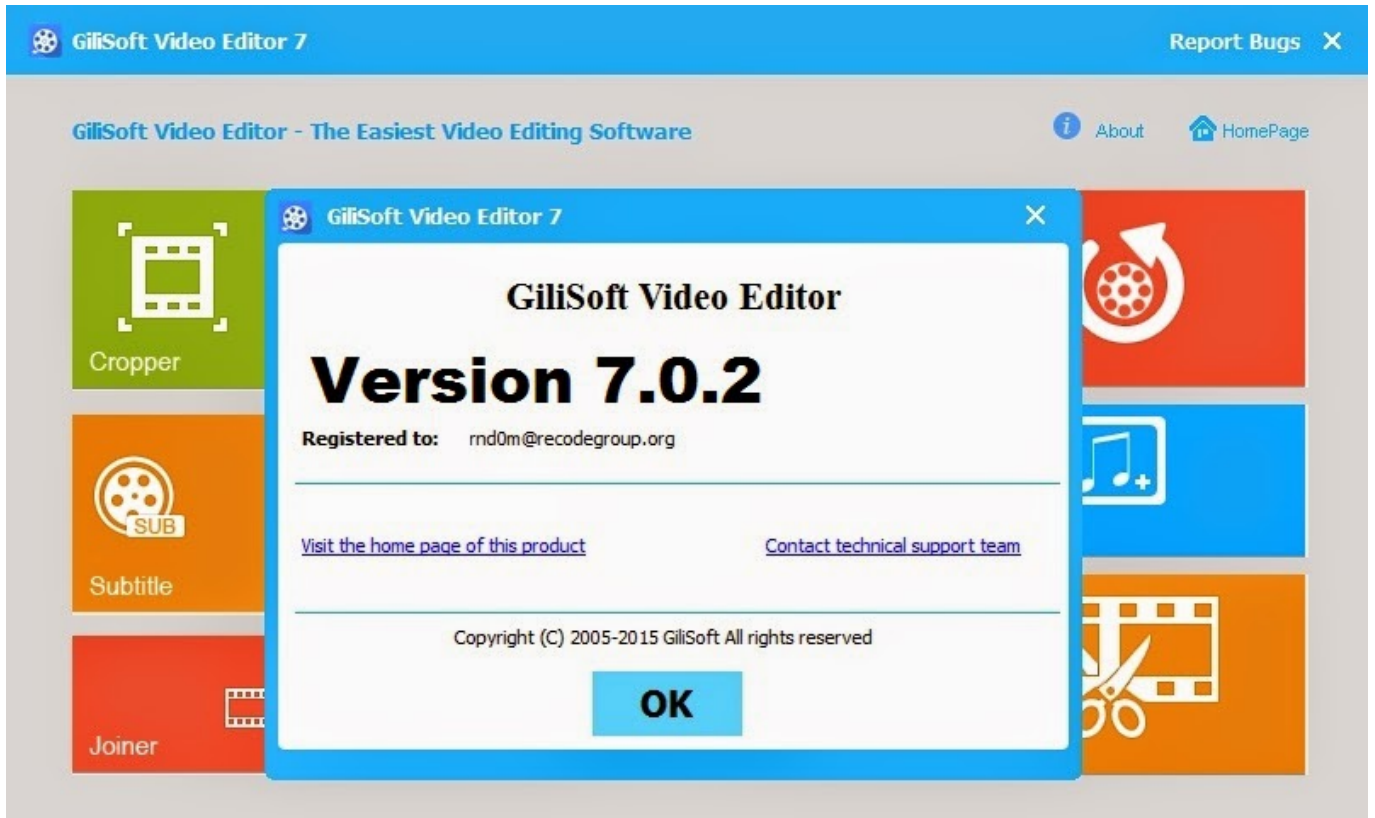 GiliSoft Video Editor 7
Report Bugs
GiliSoft Video Editor - The Easiest Video Editing Software
About
HomePage
Cropper
GiliSoft Video Editor 7
GiliSoft Video Editor
Version 7.0.2
Registered to: rnd0m@recodegroup.org
SUB
Subtitle
Visit the home page of this product
Contact technical support team
Copyright (C) 2005-2015 GiliSoft All rights reserved
OK
Joiner